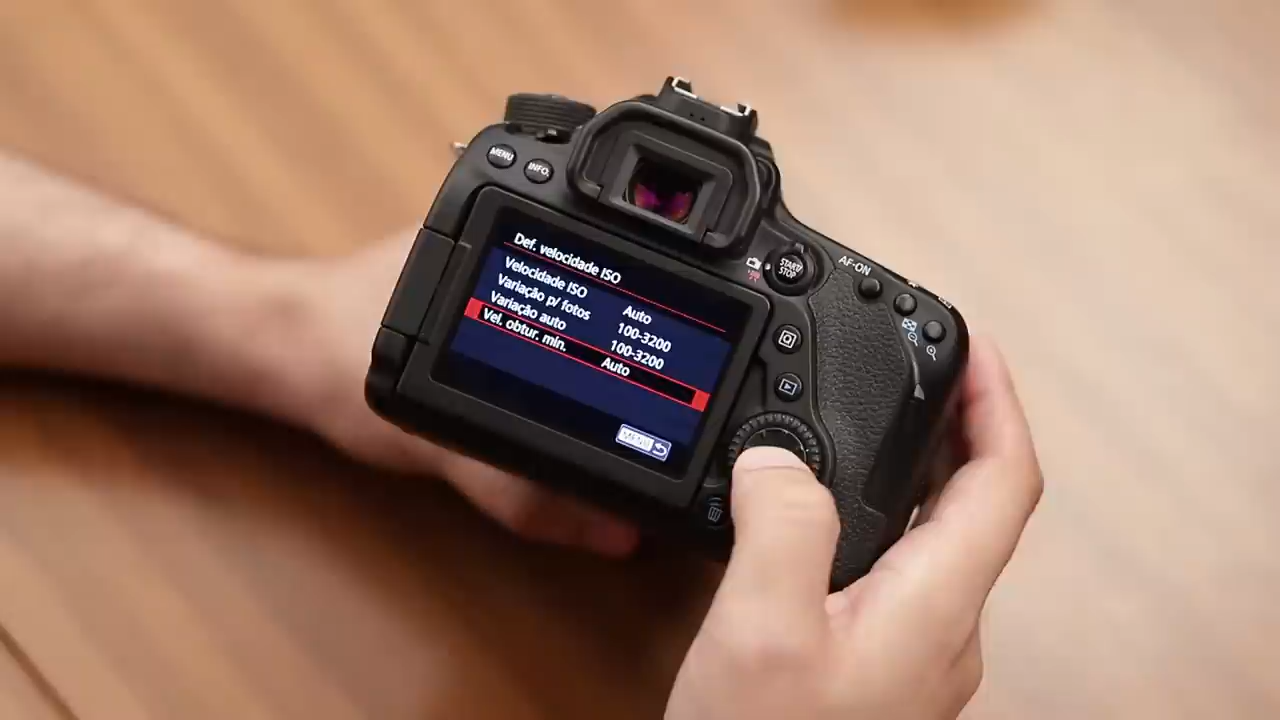 MENU
INFO.
START/
STOP
AF-ON
Def. velocidade ISO
Velocidade ISO Auto
Variação p/ fotos 100-3200
Variação auto 100-3200
Vel. obtur. mín. Auto
MENU